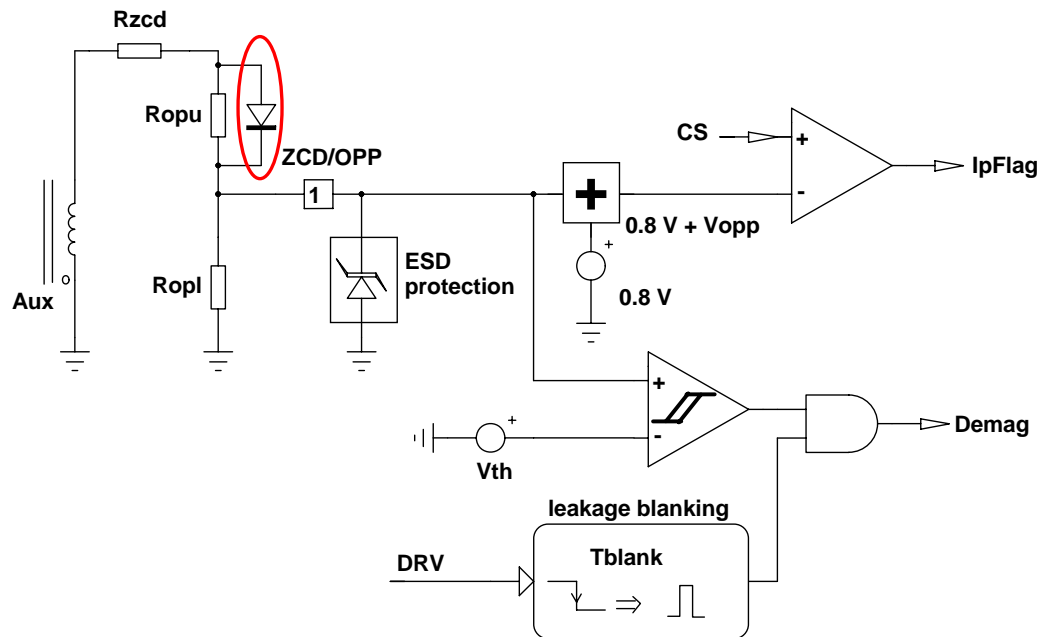 Rzcd
Ropu
ZCD/OPP
1
CS
+
-
IpFlag
+
0.8 V + Vopp
+
0.8 V
Ropl
ESD
protection
Aux
+
-
+
Vth
Demag
leakage blanking
DRV
Tblank